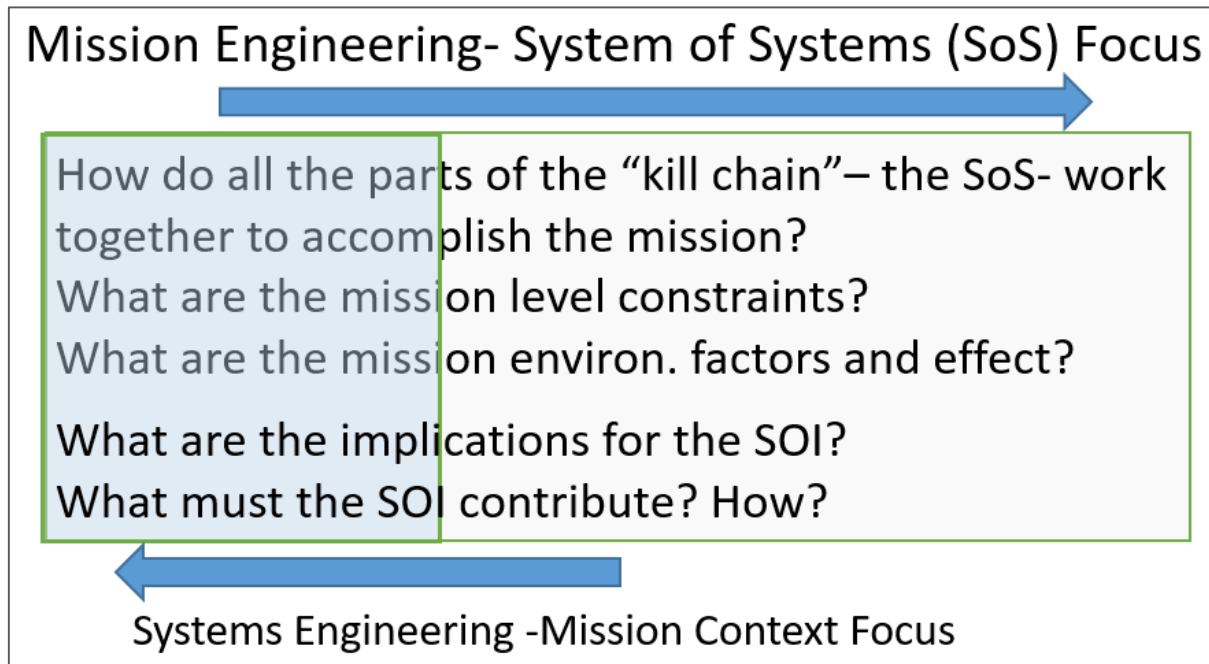 Mission Engineering- System of Systems (SoS) Focus
How do all the parts of the “kill chain”– the SoS- work
together to accomplish the mission?
What are the mission level constraints?
What are the mission environ. factors and effect?
What are the implications for the SOI?
What must the SOI contribute? How?
Systems Engineering -Mission Context Focus